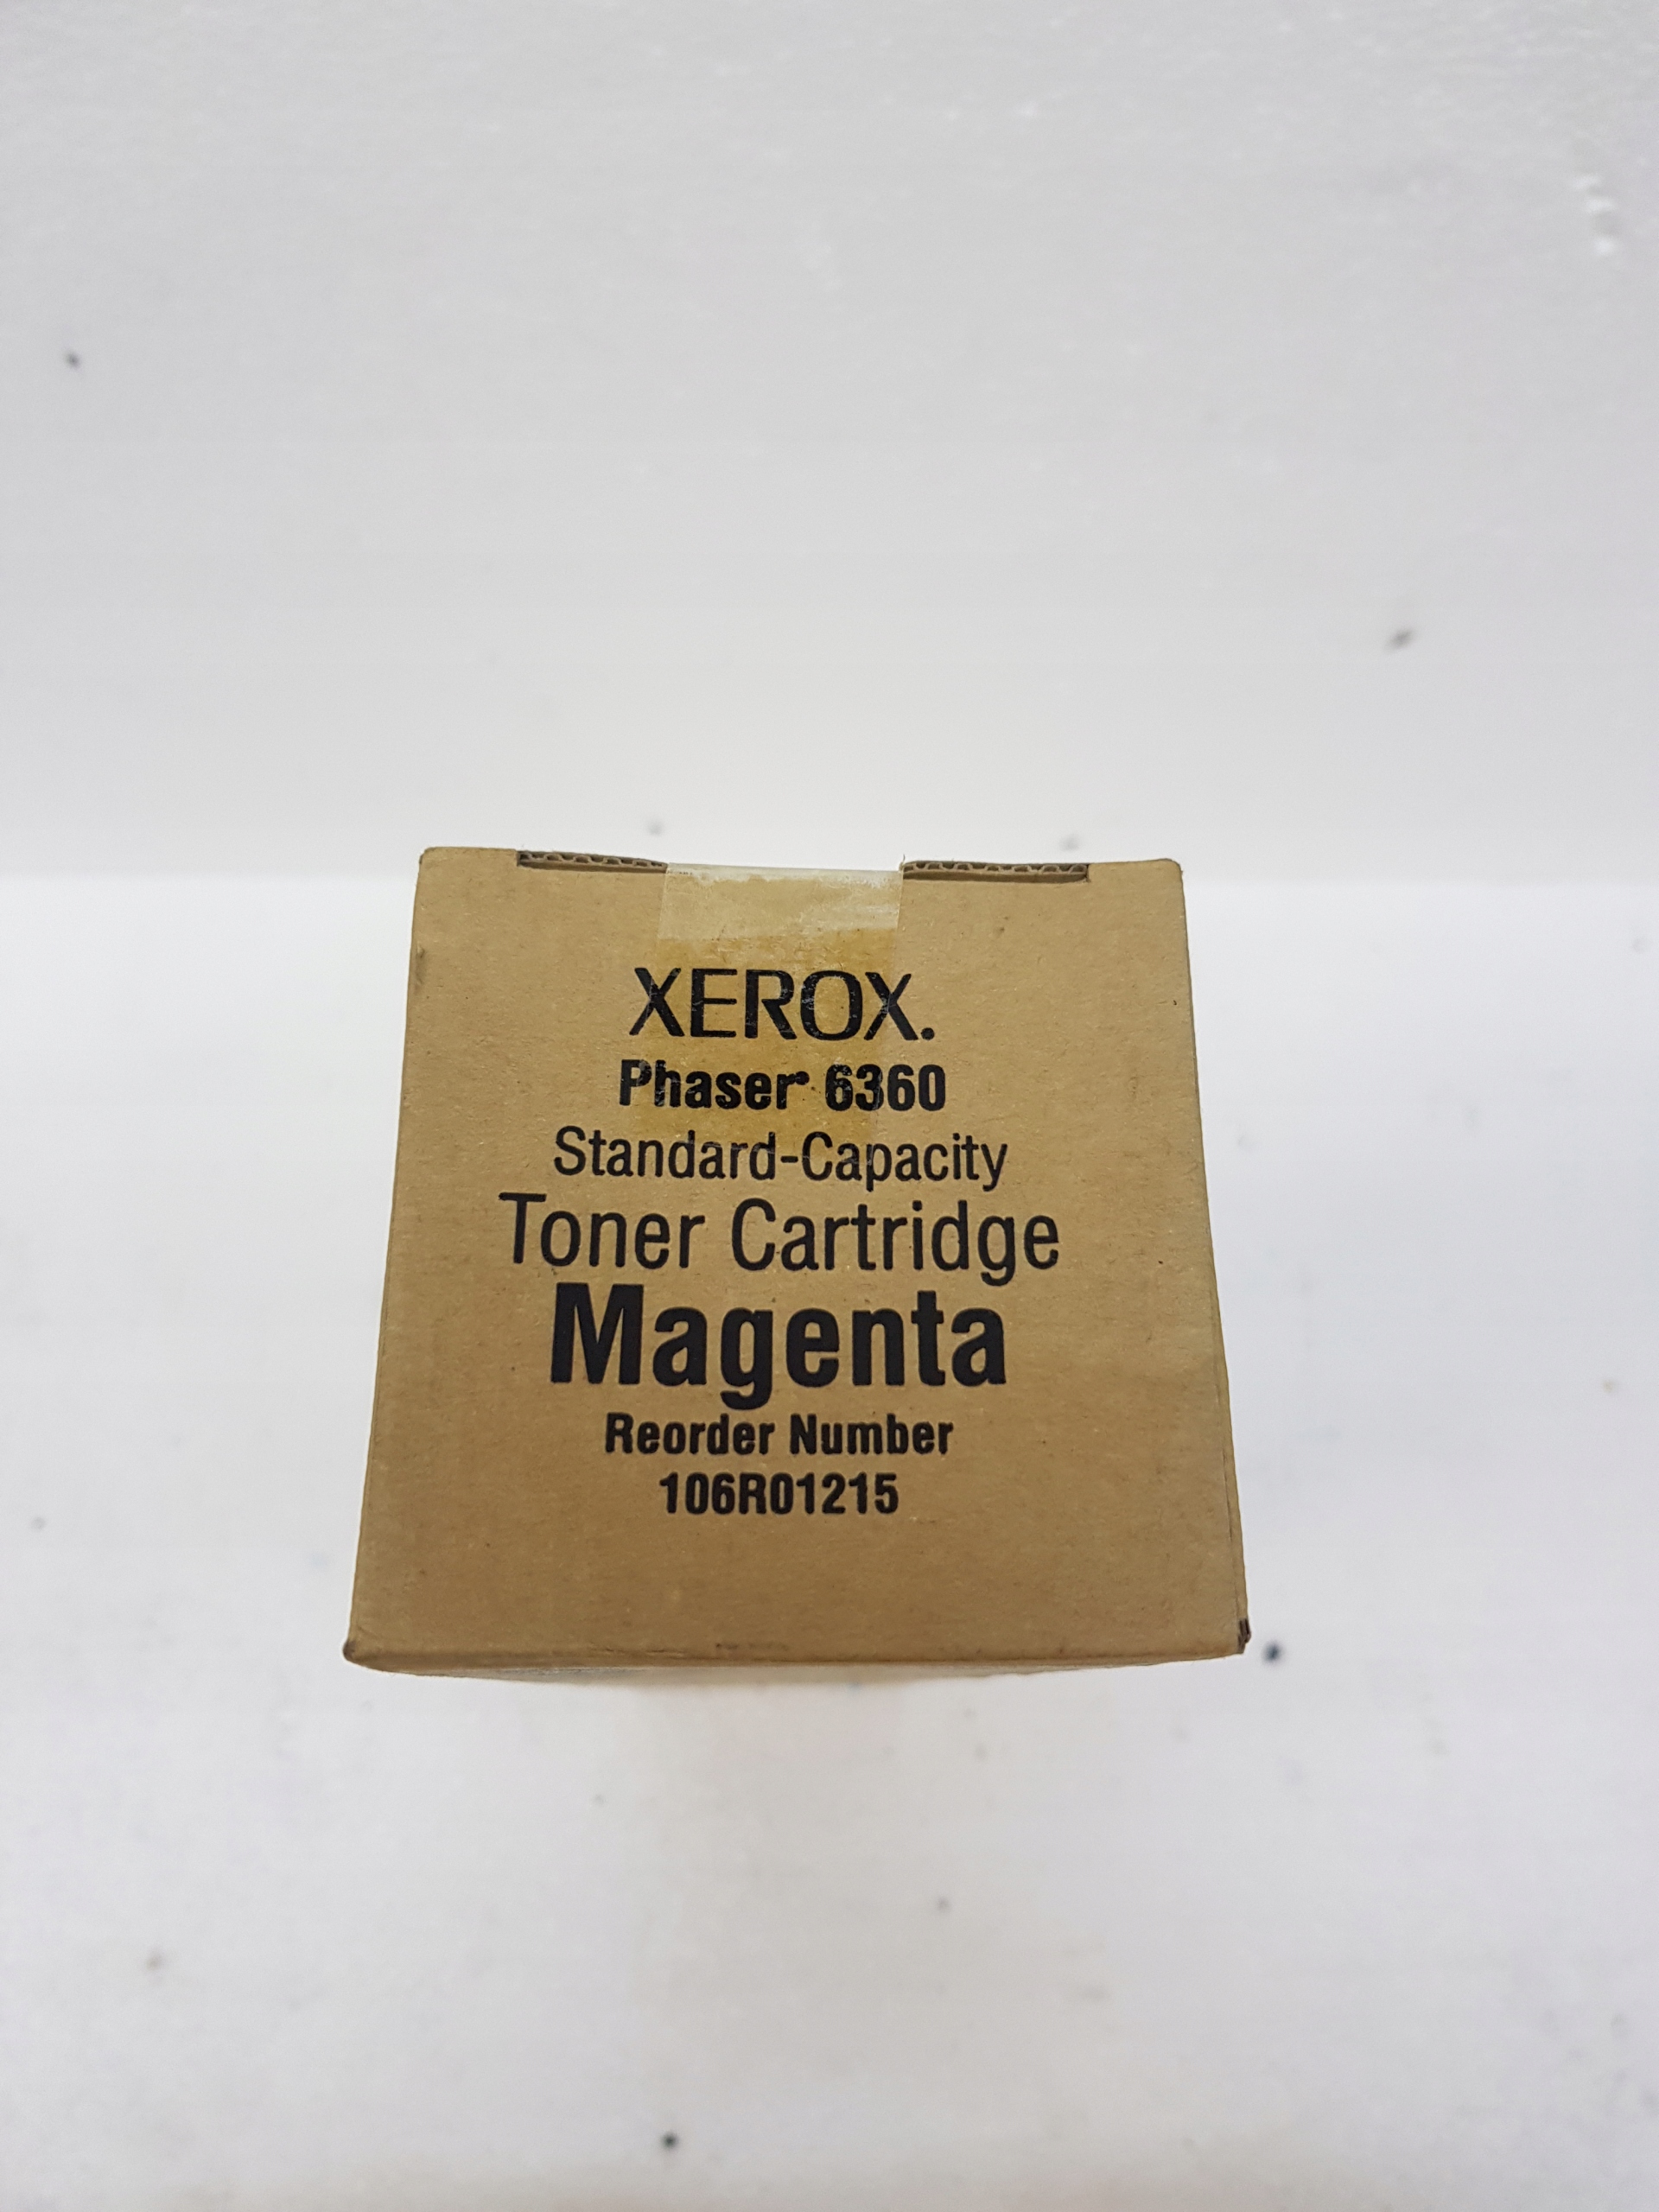 XEROX.
Phaser® 6360
Standard-Capacity
Toner Cartridge
Magenta
Reorder Number
106R01215